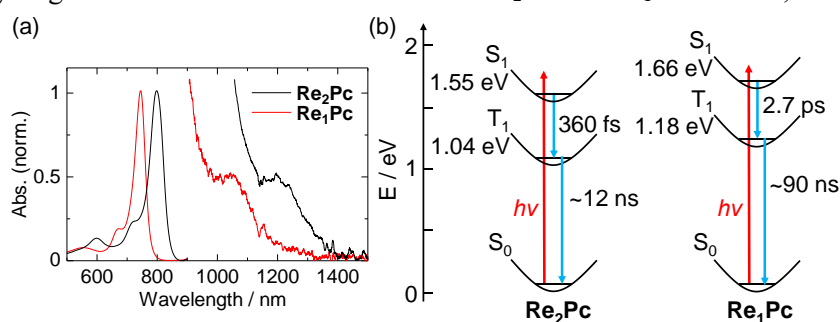 (a)
Abs. (norm.)
1
0.5
0
Re₂Pc
Re₁Pc
600 800 1000 1200 1400
Wavelength / nm
(b)
E / eV
2
1
0
S₁
1.55 eV
T₁
1.04 eV
360 fs
~12 ns
hν
S₀
Re₂Pc
S₁
1.66 eV
T₁
1.18 eV
2.7 ps
~90 ns
hν
S₀
Re₁Pc